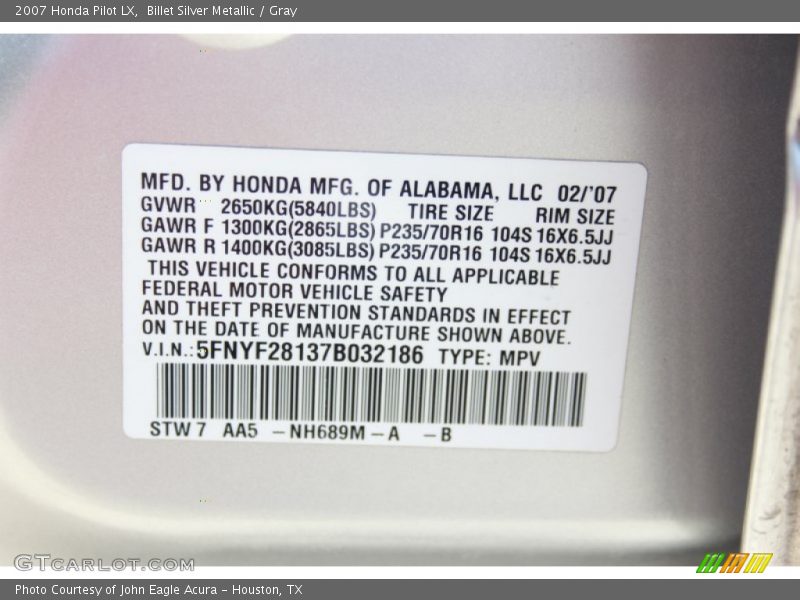 2007 Honda Pilot LX,  Billet Silver Metallic / Gray
MFD. BY HONDA MFG. OF ALABAMA, LLC 02/'07
GVWR 2650KG(5840LBS) TIRE SIZE RIM SIZE
GAWR F 1300KG(2865LBS) P235/70R16 104S 16X6.5JJ
GAWR R 1400KG(3085LBS) P235/70R16 104S 16X6.5JJ
THIS VEHICLE CONFORMS TO ALL APPLICABLE
FEDERAL MOTOR VEHICLE SAFETY
AND THEFT PREVENTION STANDARDS IN EFFECT
ON THE DATE OF MANUFACTURE SHOWN ABOVE.
V.I.N.: 5FNYF28137B032186 TYPE: MPV
STW 7 AA5 – NH689M – A – B
GTCARLOT.COM
Photo Courtesy of John Eagle Acura - Houston, TX